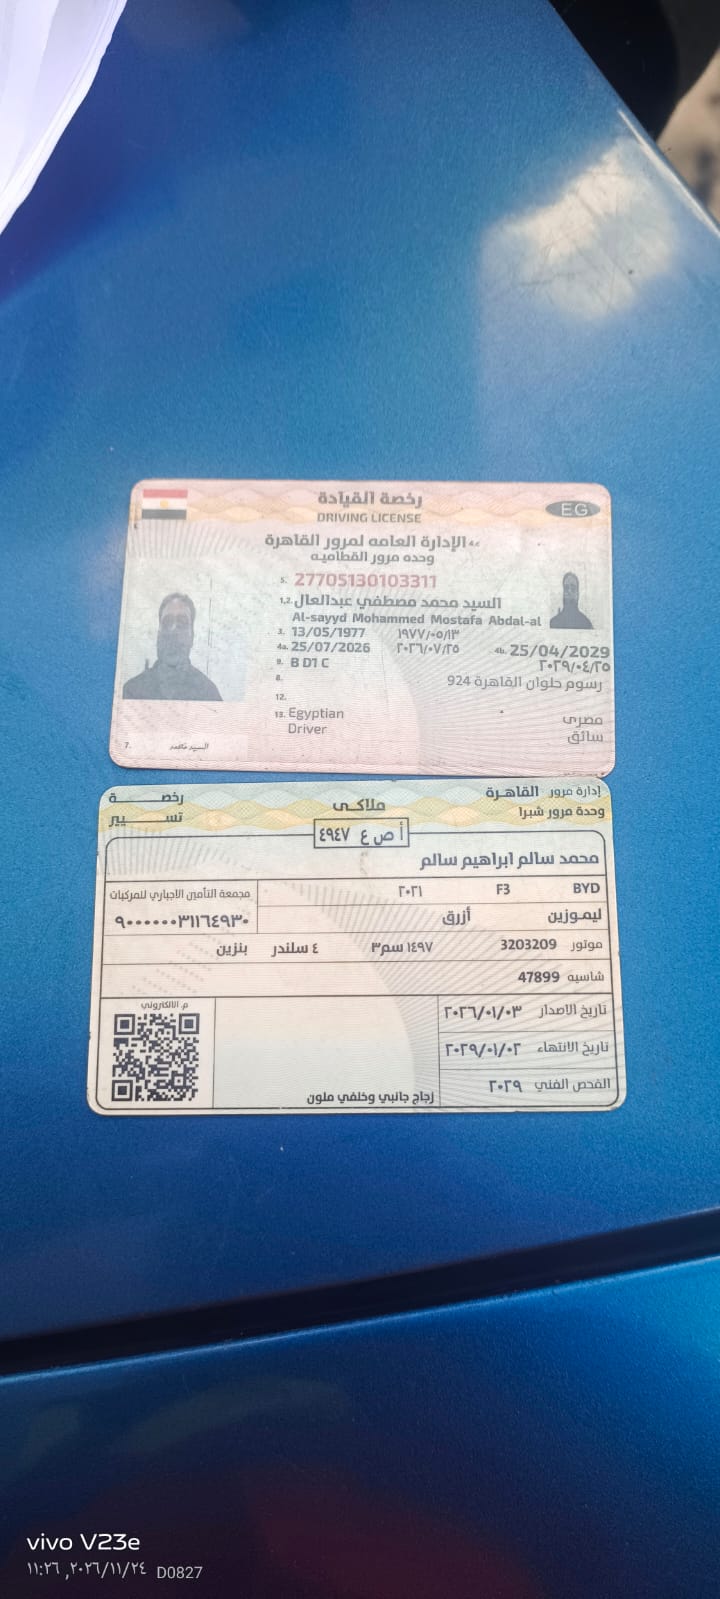 رخصة القيادة
DRIVING LICENSE
EG
الإدارة العامه لمرور القاهرة
وحده مرور القطاميه
5. 27705130103311
1,2. السيد محمد مصطفي عبدالعال
Al-sayyd Mohammed Mostafa Abdal-al
3. 13/05/1977 ١٩٧٧/٠٥/١٣
4a. 25/07/2026 ٢٠٢٦/٠٧/٢٥ 4b. 25/04/2029
٢٠٢٩/٠٤/٢٥
9. B D1 C
8. رسوم حلوان القاهرة 924
12.
13. Egyptian مصرى
Driver سائق
7.
إدارة مرور القاهرة ملاكى رخصة
وحدة مرور شبرا تسيير
أ ص ع ٤٩٤٧
محمد سالم ابراهيم سالم
BYD F3 ٢٠٢١ مجمعة التأمين الاجباري للمركبات
ليموزين أزرق ٩٠٠٠٠٠٠٣١١٦٤٩٣٠
موتور 3203209 ١٤٩٧ سم٣ ٤ سلندر بنزين
شاسيه 47899
تاريخ الاصدار ٢٠٢٦/٠١/٠٣ م. الالكتروني
تاريخ الانتهاء ٢٠٢٩/٠١/٠٢
الفحص الفني ٢٠٢٩
زجاج جانبي وخلفي ملون
vivo V23e
٢٠٢٦/١١/٢٤, ١١:٢٦ D0827